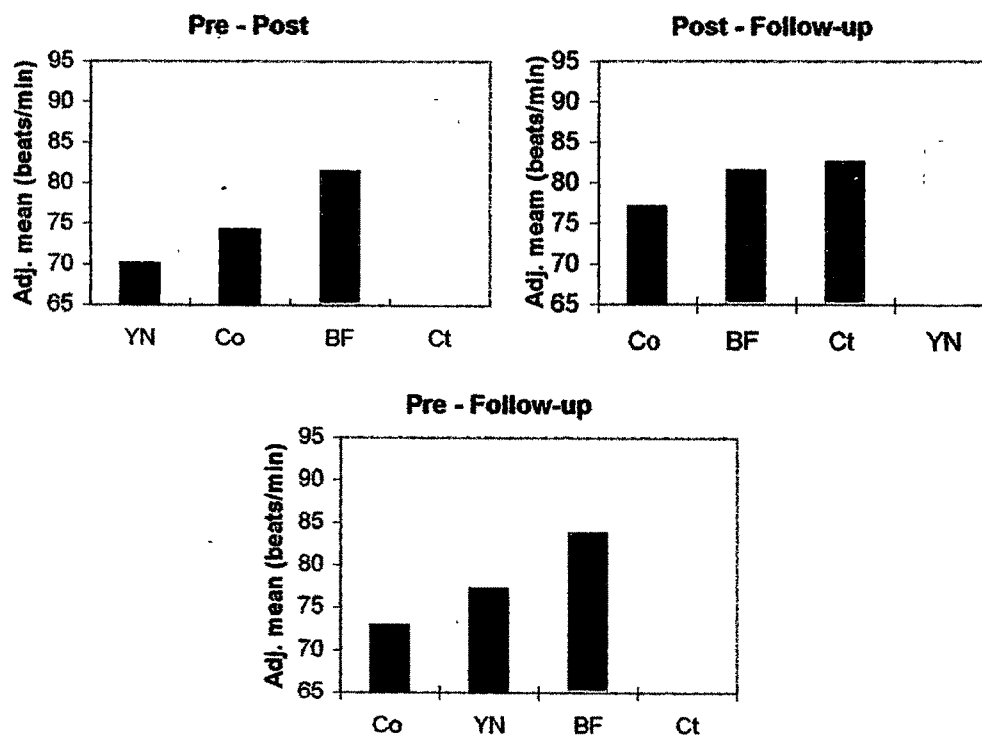 Pre - Post
Adj. mean (beats/min)
95
90
85
80
75
70
65
YN Co BF Ct
Post - Follow-up
Adj. meam (beats/min)
95
90
85
80
75
70
65
Co BF Ct YN
Pre - Follow-up
Adj. mean (beats/min)
95
90
85
80
75
70
65
Co YN BF Ct